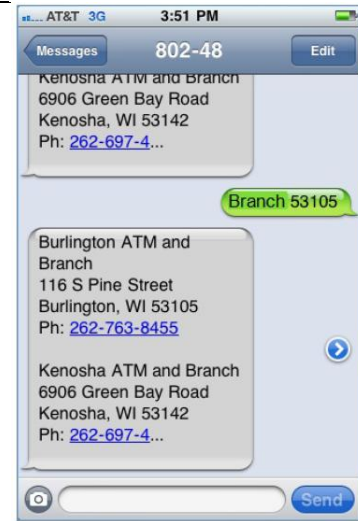 AT&T 3G 3:51 PM
Messages 802-48 Edit
Kenosha ATM and Branch
6906 Green Bay Road
Kenosha, WI 53142
Ph: 262-697-4...
Branch 53105
Burlington ATM and
Branch
116 S Pine Street
Burlington, WI 53105
Ph: 262-763-8455
Kenosha ATM and Branch
6906 Green Bay Road
Kenosha, WI 53142
Ph: 262-697-4...
Send